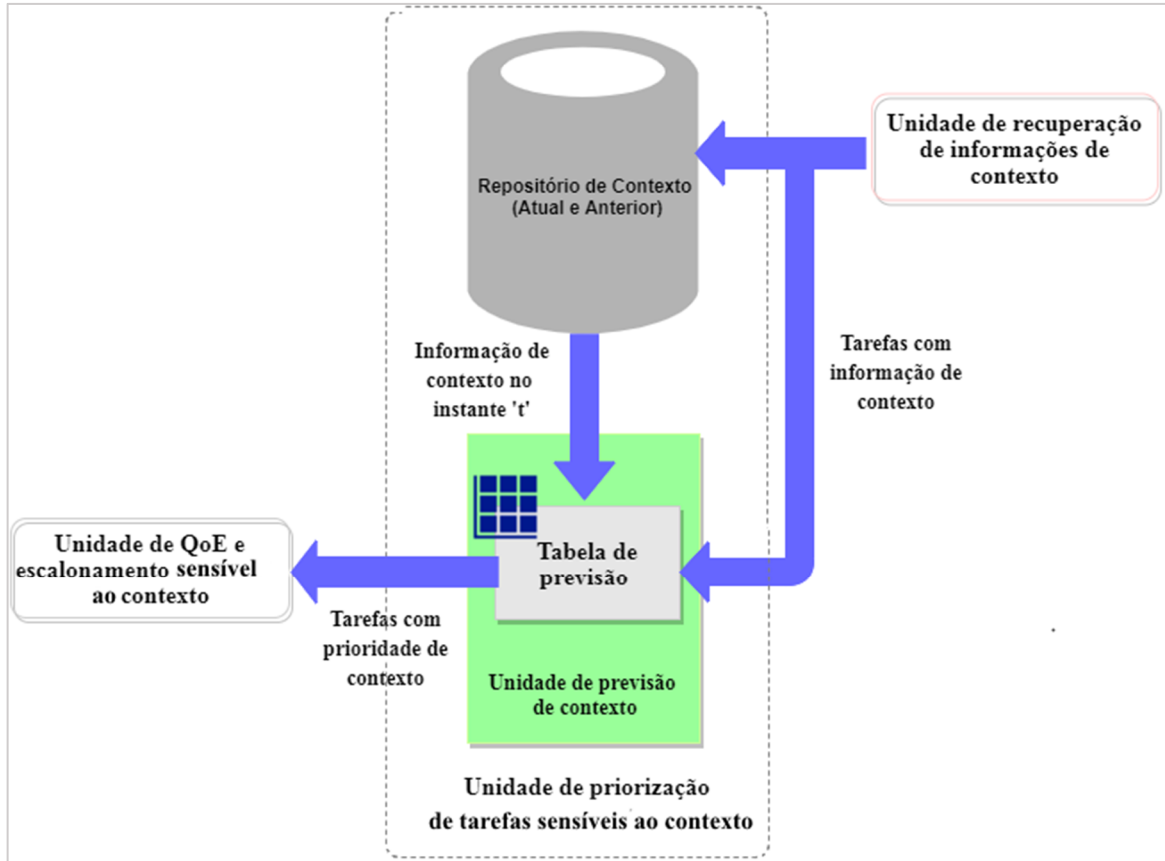 Unidade de recuperação
de informações de
contexto
Repositório de Contexto
(Atual e Anterior)
Informação de
contexto no
instante 't'
Tarefas com
informação de
contexto
Tabela de
previsão
Unidade de QoE e
escalonamento sensível
ao contexto
Tarefas com
prioridade de
contexto
Unidade de previsão
de contexto
Unidade de priorização
de tarefas sensíveis ao contexto